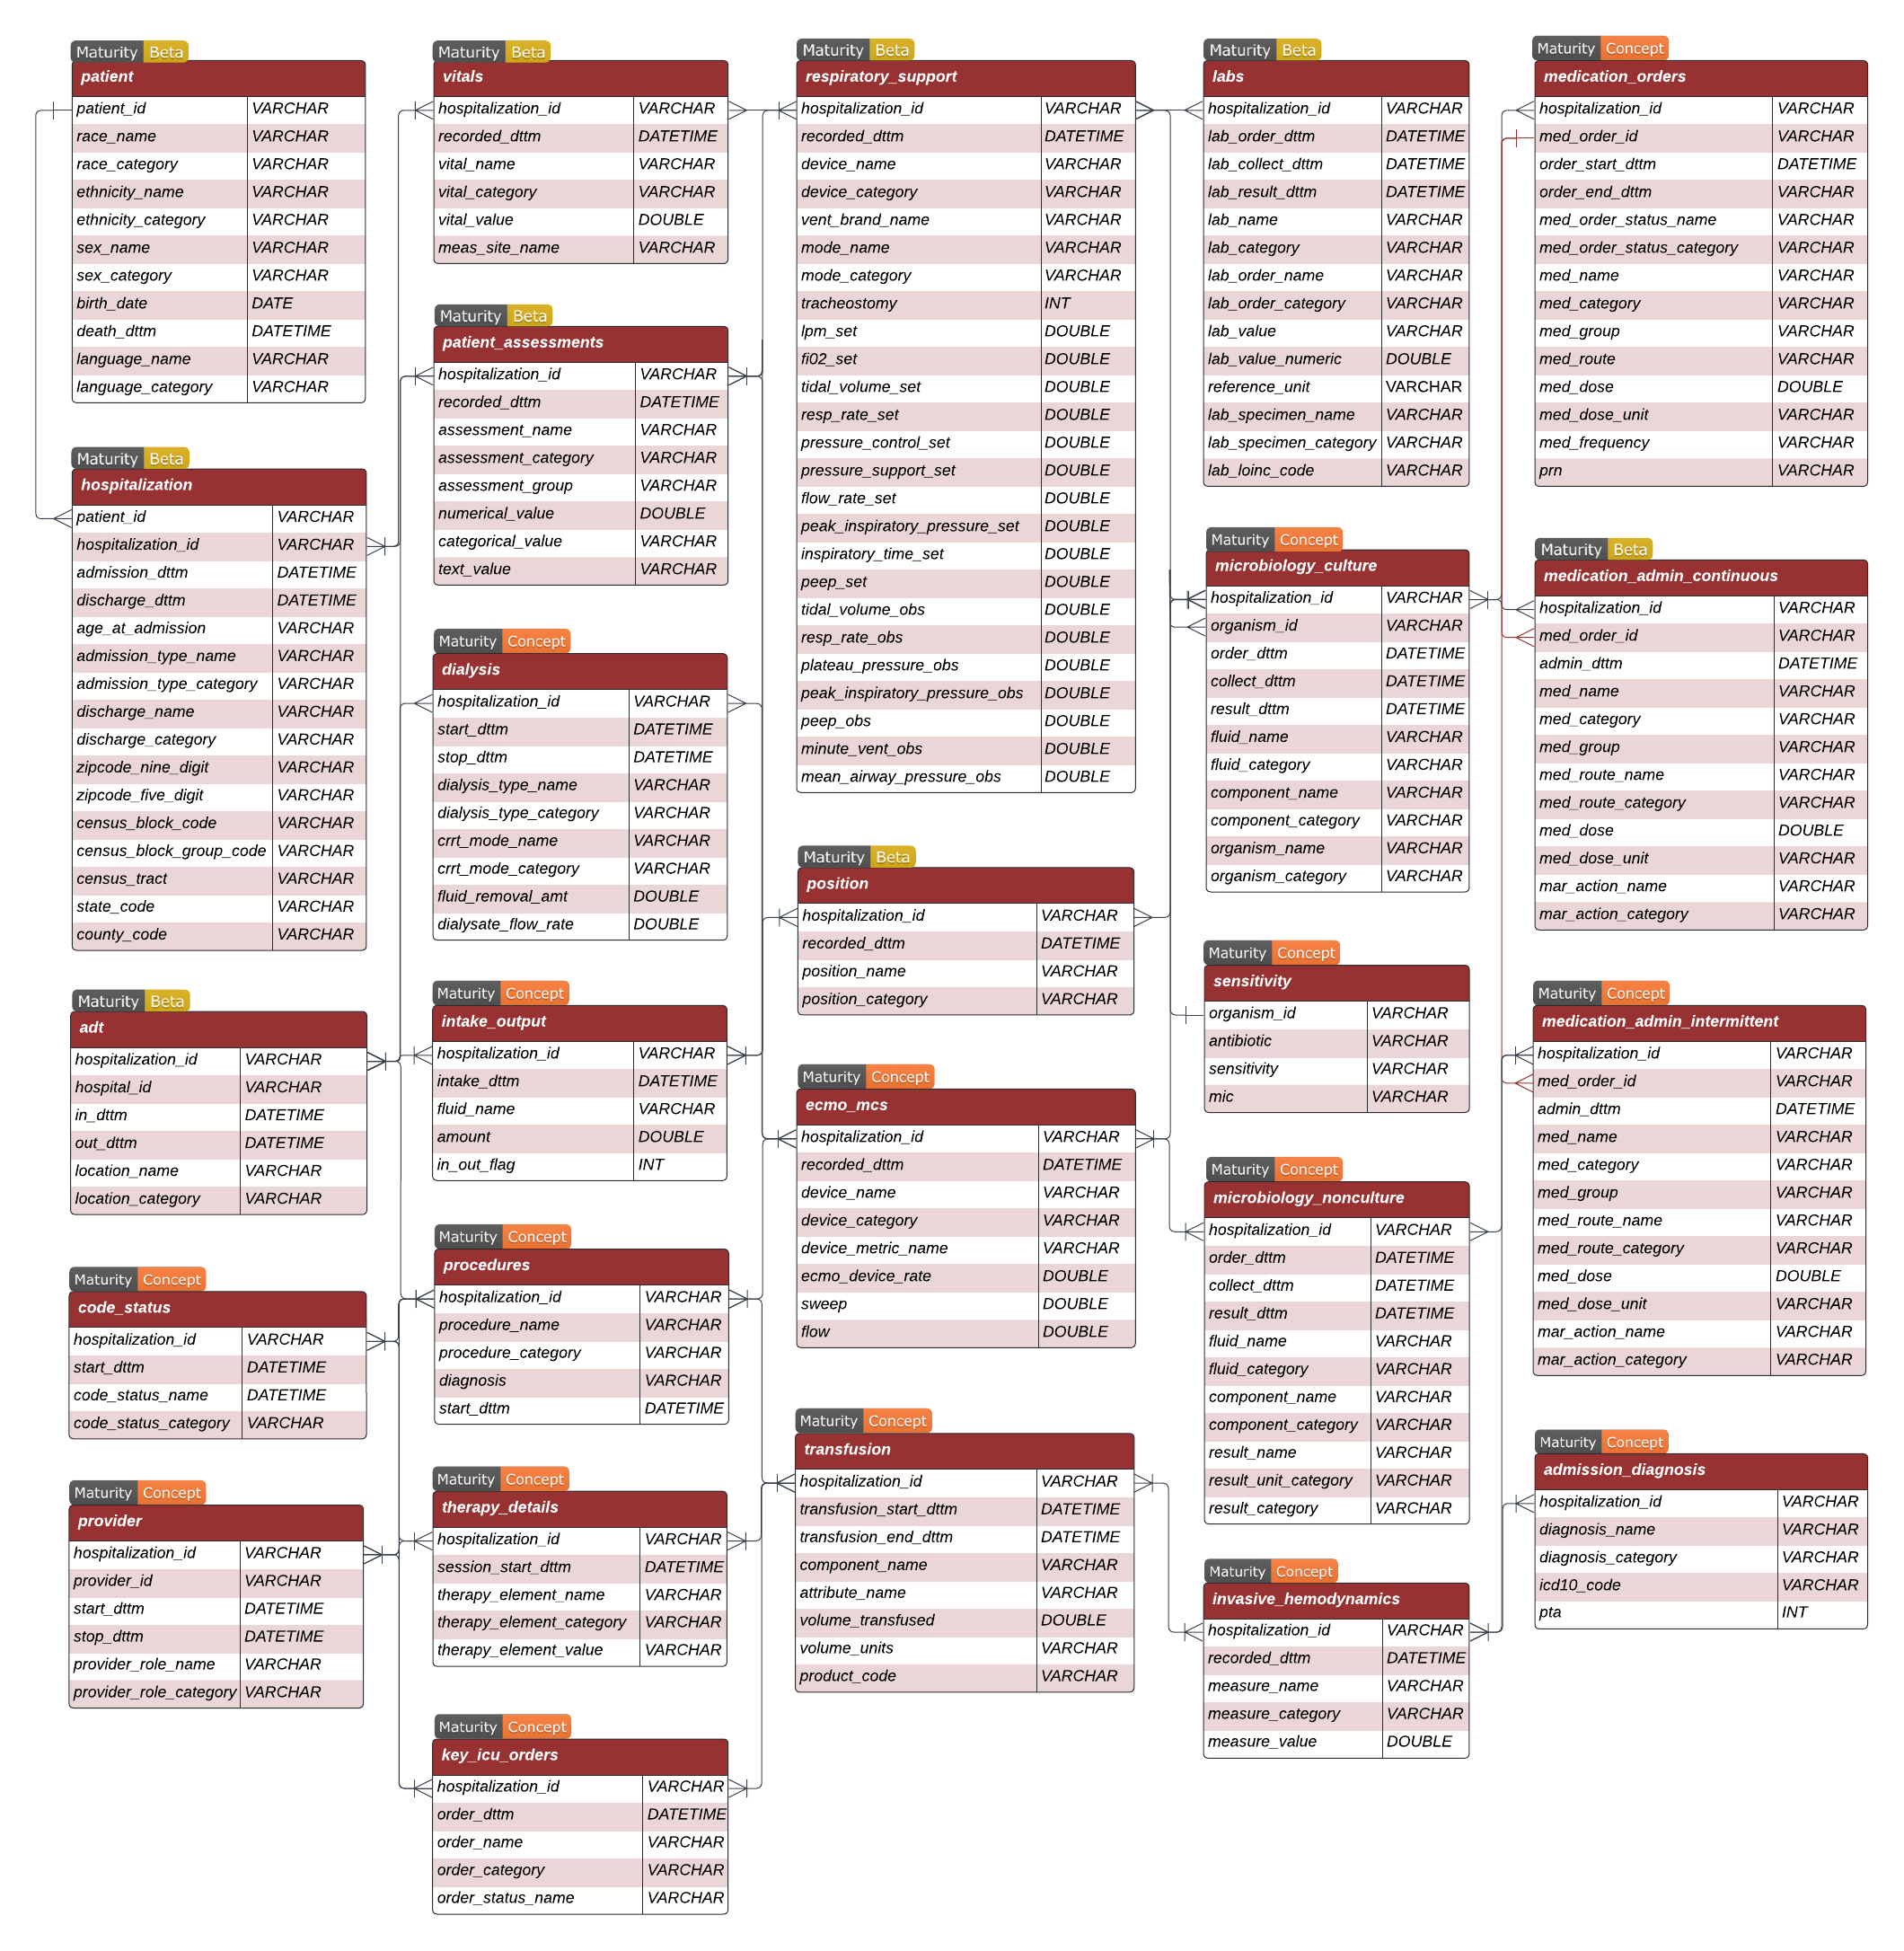 Maturity Beta
patient
patient_id VARCHAR
race_name VARCHAR
race_category VARCHAR
ethnicity_name VARCHAR
ethnicity_category VARCHAR
sex_name VARCHAR
sex_category VARCHAR
birth_date DATE
death_dttm DATETIME
language_name VARCHAR
language_category VARCHAR
Maturity Beta
hospitalization
patient_id VARCHAR
hospitalization_id VARCHAR
admission_dttm DATETIME
discharge_dttm DATETIME
age_at_admission VARCHAR
admission_type_name VARCHAR
admission_type_category VARCHAR
discharge_name VARCHAR
discharge_category VARCHAR
zipcode_nine_digit VARCHAR
zipcode_five_digit VARCHAR
census_block_code VARCHAR
census_block_group_code VARCHAR
census_tract VARCHAR
state_code VARCHAR
county_code VARCHAR
Maturity Beta
adt
hospitalization_id VARCHAR
hospital_id VARCHAR
in_dttm DATETIME
out_dttm DATETIME
location_name VARCHAR
location_category VARCHAR
Maturity Concept
code_status
hospitalization_id VARCHAR
start_dttm DATETIME
code_status_name DATETIME
code_status_category VARCHAR
Maturity Concept
provider
hospitalization_id VARCHAR
provider_id VARCHAR
start_dttm DATETIME
stop_dttm DATETIME
provider_role_name VARCHAR
provider_role_category VARCHAR
Maturity Beta
vitals
hospitalization_id VARCHAR
recorded_dttm DATETIME
vital_name VARCHAR
vital_category VARCHAR
vital_value DOUBLE
meas_site_name VARCHAR
Maturity Beta
patient_assessments
hospitalization_id VARCHAR
recorded_dttm DATETIME
assessment_name VARCHAR
assessment_category VARCHAR
assessment_group VARCHAR
numerical_value DOUBLE
categorical_value VARCHAR
text_value VARCHAR
Maturity Concept
dialysis
hospitalization_id VARCHAR
start_dttm DATETIME
stop_dttm DATETIME
dialysis_type_name VARCHAR
dialysis_type_category VARCHAR
crrt_mode_name VARCHAR
crrt_mode_category VARCHAR
fluid_removal_amt DOUBLE
dialysate_flow_rate DOUBLE
Maturity Concept
intake_output
hospitalization_id VARCHAR
intake_dttm DATETIME
fluid_name VARCHAR
amount DOUBLE
in_out_flag INT
Maturity Concept
procedures
hospitalization_id VARCHAR
procedure_name VARCHAR
procedure_category VARCHAR
diagnosis VARCHAR
start_dttm DATETIME
Maturity Concept
therapy_details
hospitalization_id VARCHAR
session_start_dttm DATETIME
therapy_element_name VARCHAR
therapy_element_category VARCHAR
therapy_element_value VARCHAR
Maturity Concept
key_icu_orders
hospitalization_id VARCHAR
order_dttm DATETIME
order_name VARCHAR
order_category VARCHAR
order_status_name VARCHAR
Maturity Beta
respiratory_support
hospitalization_id VARCHAR
recorded_dttm DATETIME
device_name VARCHAR
device_category VARCHAR
vent_brand_name VARCHAR
mode_name VARCHAR
mode_category VARCHAR
tracheostomy INT
lpm_set DOUBLE
fi02_set DOUBLE
tidal_volume_set DOUBLE
resp_rate_set DOUBLE
pressure_control_set DOUBLE
pressure_support_set DOUBLE
flow_rate_set DOUBLE
peak_inspiratory_pressure_set DOUBLE
inspiratory_time_set DOUBLE
peep_set DOUBLE
tidal_volume_obs DOUBLE
resp_rate_obs DOUBLE
plateau_pressure_obs DOUBLE
peak_inspiratory_pressure_obs DOUBLE
peep_obs DOUBLE
minute_vent_obs DOUBLE
mean_airway_pressure_obs DOUBLE
Maturity Beta
position
hospitalization_id VARCHAR
recorded_dttm DATETIME
position_name VARCHAR
position_category VARCHAR
Maturity Concept
ecmo_mcs
hospitalization_id VARCHAR
recorded_dttm DATETIME
device_name VARCHAR
device_category VARCHAR
device_metric_name VARCHAR
ecmo_device_rate DOUBLE
sweep DOUBLE
flow DOUBLE
Maturity Concept
transfusion
hospitalization_id VARCHAR
transfusion_start_dttm DATETIME
transfusion_end_dttm DATETIME
component_name VARCHAR
attribute_name VARCHAR
volume_transfused DOUBLE
volume_units VARCHAR
product_code VARCHAR
Maturity Beta
labs
hospitalization_id VARCHAR
lab_order_dttm DATETIME
lab_collect_dttm DATETIME
lab_result_dttm DATETIME
lab_name VARCHAR
lab_category VARCHAR
lab_order_name VARCHAR
lab_order_category VARCHAR
lab_value VARCHAR
lab_value_numeric DOUBLE
reference_unit VARCHAR
lab_specimen_name VARCHAR
lab_specimen_category VARCHAR
lab_loinc_code VARCHAR
Maturity Concept
microbiology_culture
hospitalization_id VARCHAR
organism_id VARCHAR
order_dttm DATETIME
collect_dttm DATETIME
result_dttm DATETIME
fluid_name VARCHAR
fluid_category VARCHAR
component_name VARCHAR
component_category VARCHAR
organism_name VARCHAR
organism_category VARCHAR
Maturity Concept
sensitivity
organism_id VARCHAR
antibiotic VARCHAR
sensitivity VARCHAR
mic VARCHAR
Maturity Concept
microbiology_nonculture
hospitalization_id VARCHAR
order_dttm DATETIME
collect_dttm DATETIME
result_dttm DATETIME
fluid_name VARCHAR
fluid_category VARCHAR
component_name VARCHAR
component_category VARCHAR
result_name VARCHAR
result_unit_category VARCHAR
result_category VARCHAR
Maturity Concept
invasive_hemodynamics
hospitalization_id VARCHAR
recorded_dttm DATETIME
measure_name VARCHAR
measure_category VARCHAR
measure_value DOUBLE
Maturity Concept
medication_orders
hospitalization_id VARCHAR
med_order_id VARCHAR
order_start_dttm DATETIME
order_end_dttm VARCHAR
med_order_status_name VARCHAR
med_order_status_category VARCHAR
med_name VARCHAR
med_category VARCHAR
med_group VARCHAR
med_route VARCHAR
med_dose DOUBLE
med_dose_unit VARCHAR
med_frequency VARCHAR
prn VARCHAR
Maturity Beta
medication_admin_continuous
hospitalization_id VARCHAR
med_order_id VARCHAR
admin_dttm DATETIME
med_name VARCHAR
med_category VARCHAR
med_group VARCHAR
med_route_name VARCHAR
med_route_category VARCHAR
med_dose DOUBLE
med_dose_unit VARCHAR
mar_action_name VARCHAR
mar_action_category VARCHAR
Maturity Concept
medication_admin_intermittent
hospitalization_id VARCHAR
med_order_id VARCHAR
admin_dttm DATETIME
med_name VARCHAR
med_category VARCHAR
med_group VARCHAR
med_route_name VARCHAR
med_route_category VARCHAR
med_dose DOUBLE
med_dose_unit VARCHAR
mar_action_name VARCHAR
mar_action_category VARCHAR
Maturity Concept
admission_diagnosis
hospitalization_id VARCHAR
diagnosis_name VARCHAR
diagnosis_category VARCHAR
icd10_code VARCHAR
pta INT